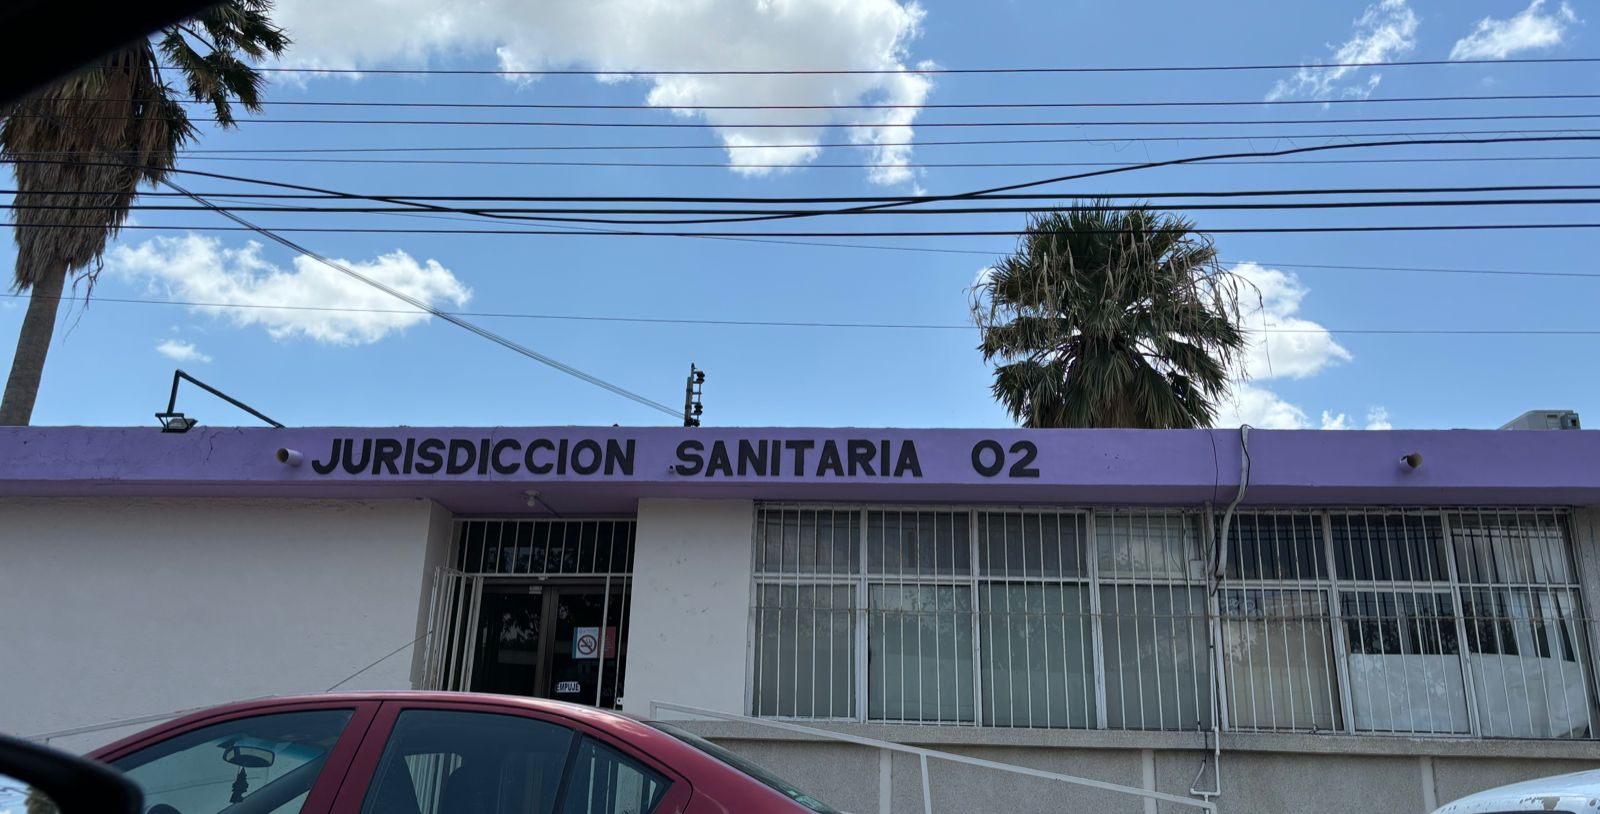 JURISDICCION SANITARIA 02
EMPUJE